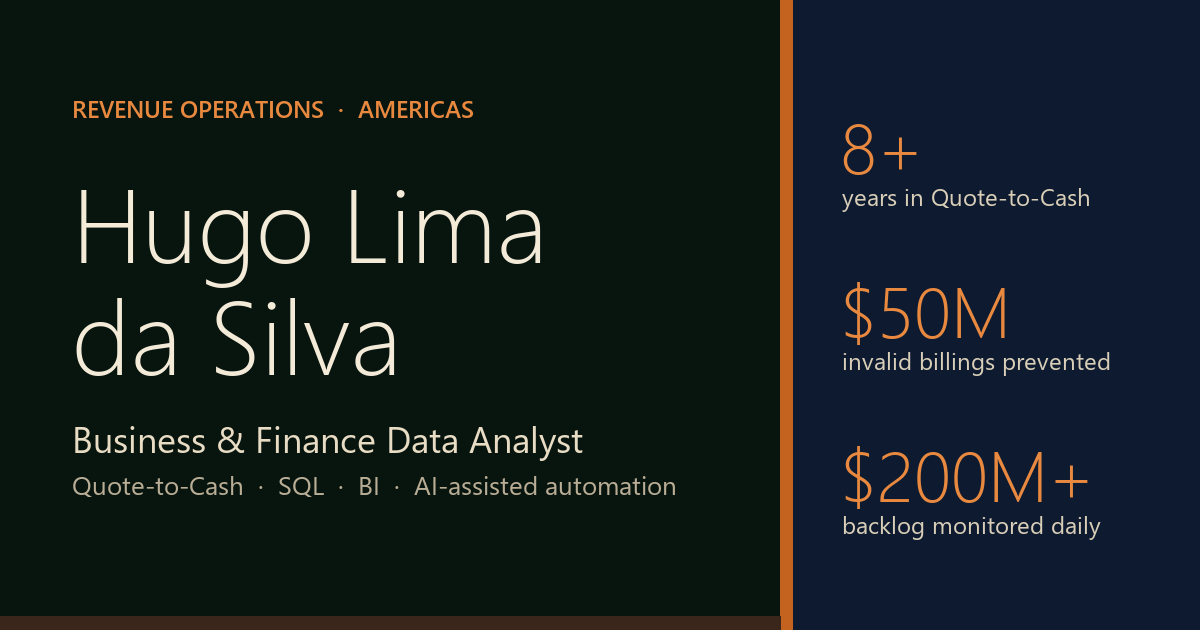 REVENUE OPERATIONS · AMERICAS
Hugo Lima
da Silva
Business & Finance Data Analyst
Quote-to-Cash · SQL · BI · AI-assisted automation
8+
years in Quote-to-Cash
$50M
invalid billings prevented
$200M+
backlog monitored daily